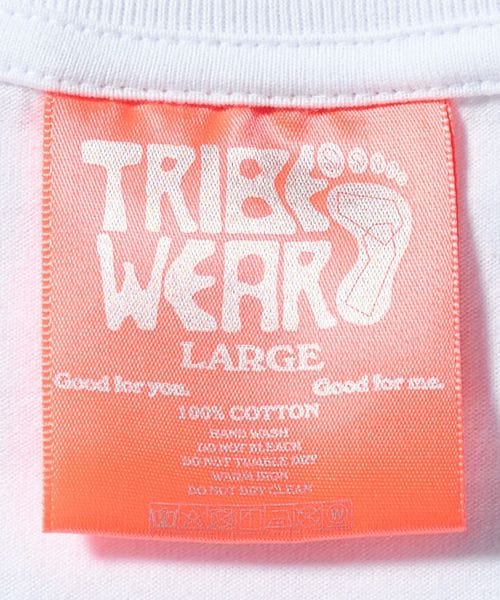 TRIBE
WEAR
LARGE
Good for you. Good for me.
100% COTTON
HAND WASH
DO NOT BLEACH
DO NOT TUMBLE DRY
WARM IRON
DO NOT DRY CLEAN